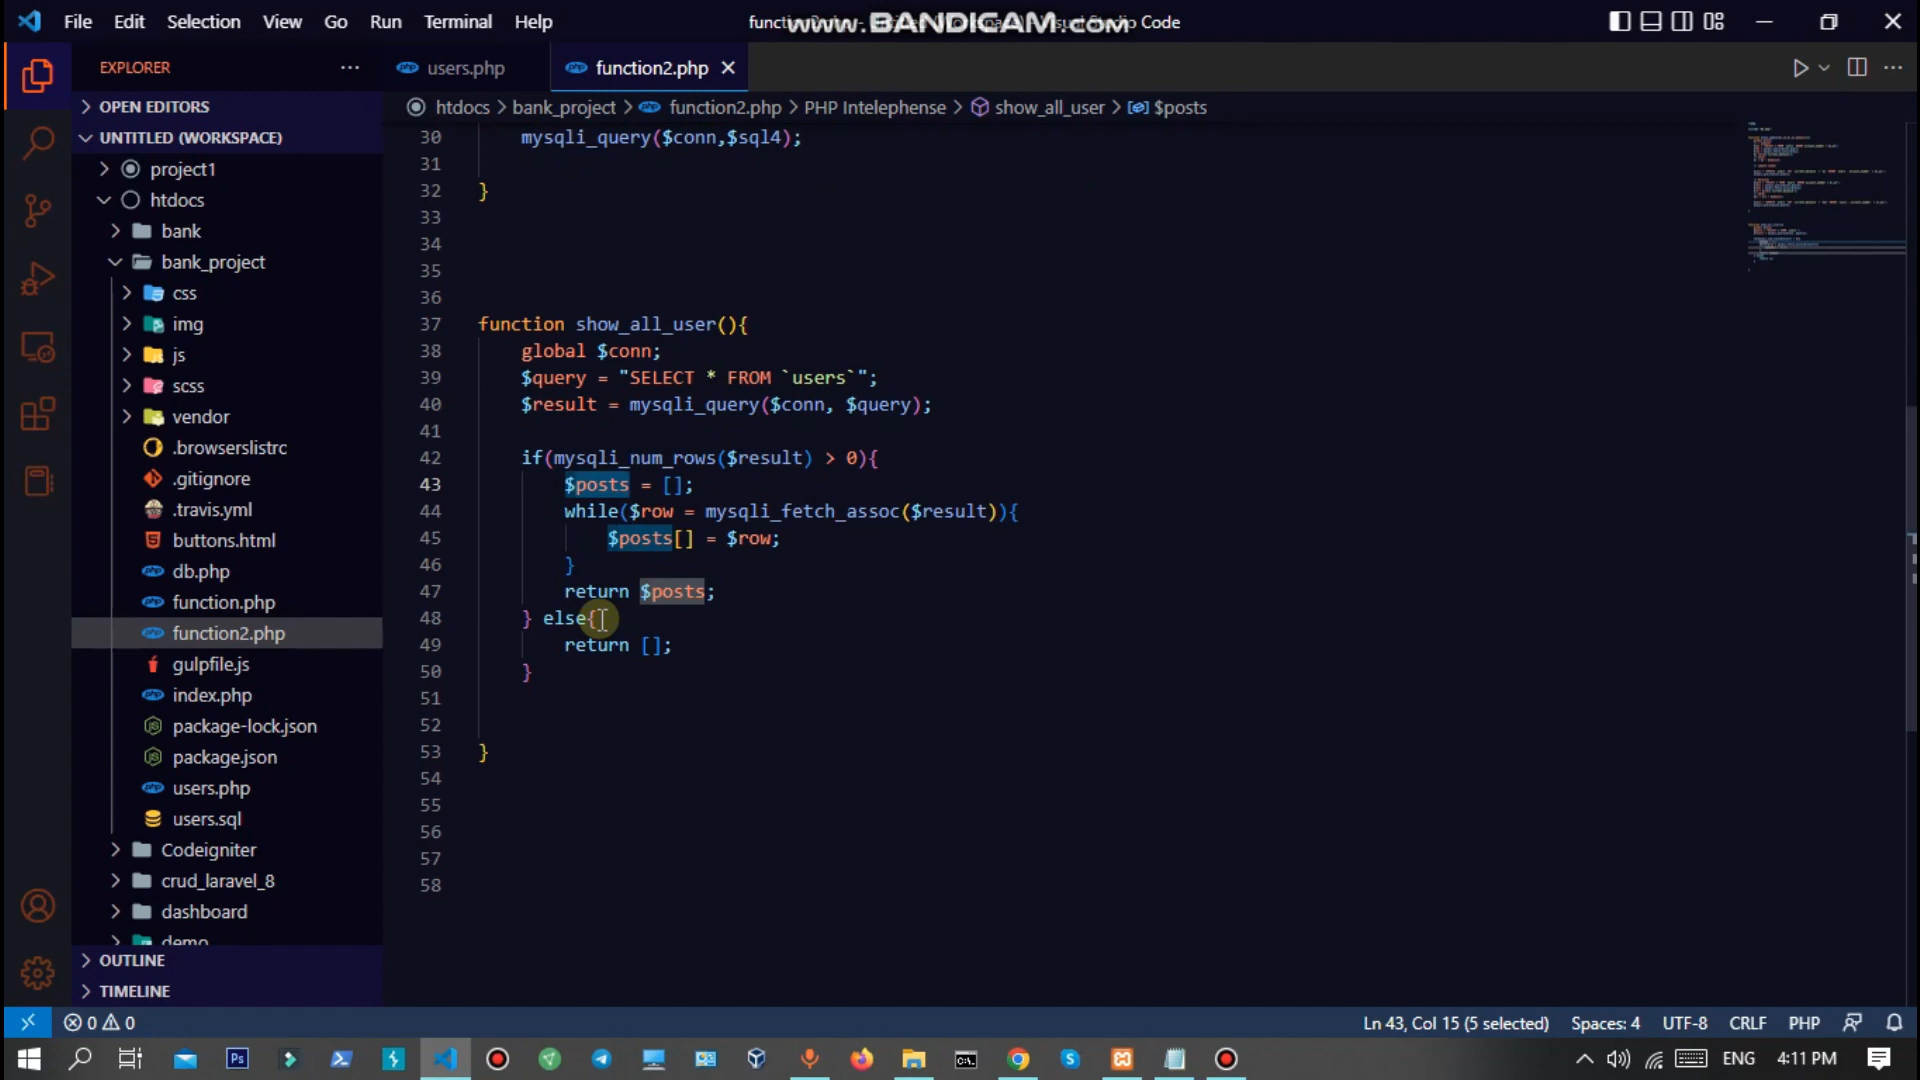 File Edit Selection View Go Run Terminal Help
www.BANDICAM.com
Visual Studio Code
EXPLORER
users.php
function2.php
OPEN EDITORS
htdocs > bank_project > function2.php > PHP Intelephense > show_all_user > $posts
UNTITLED (WORKSPACE)
project1
htdocs
bank
bank_project
css
img
js
scss
vendor
.browserslistrc
.gitignore
.travis.yml
buttons.html
db.php
function.php
function2.php
gulpfile.js
index.php
package-lock.json
package.json
users.php
users.sql
Codeigniter
crud_laravel_8
dashboard
demo
OUTLINE
TIMELINE
30 mysqli_query($conn,$sql4);
31
32 }
33
34
35
36
37 function show_all_user(){
38 global $conn;
39 $query = "SELECT * FROM `users`";
40 $result = mysqli_query($conn, $query);
41
42 if(mysqli_num_rows($result) > 0){
43 $posts = [];
44 while($row = mysqli_fetch_assoc($result)){
45 $posts[] = $row;
46 }
47 return $posts;
48 } else{
49 return [];
50 }
51
52
53 }
54
55
56
57
58
0 0
Ln 43, Col 15 (5 selected) Spaces: 4 UTF-8 CRLF PHP
ENG 4:11 PM